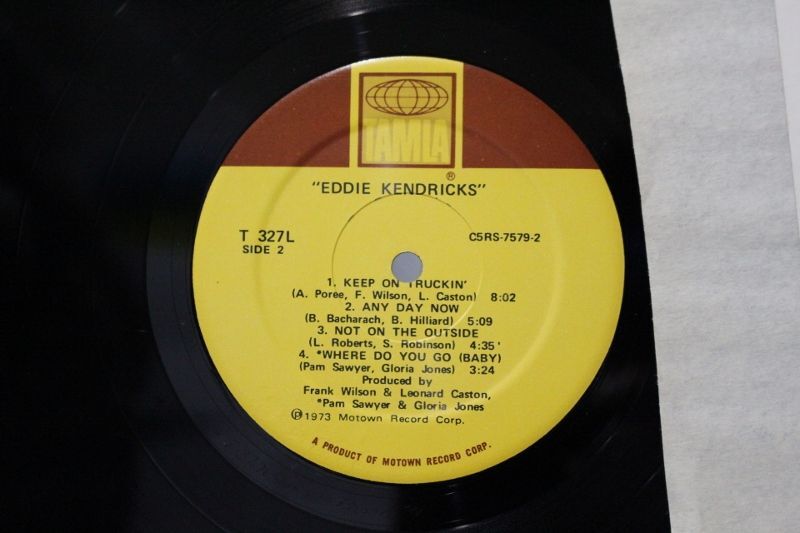 TAMLA
®
"EDDIE KENDRICKS"
T 327L
SIDE 2
C5RS-7579-2
1. KEEP ON TRUCKIN'
(A. Poree, F. Wilson, L. Caston) 8:02
2. ANY DAY NOW
(B. Bacharach, B. Hilliard) 5:09
3. NOT ON THE OUTSIDE
(L. Roberts, S. Robinson) 4:35'
4. *WHERE DO YOU GO (BABY)
(Pam Sawyer, Gloria Jones) 3:24
Produced by
Frank Wilson & Leonard Caston,
*Pam Sawyer & Gloria Jones
℗1973 Motown Record Corp.
A PRODUCT OF MOTOWN RECORD CORP.